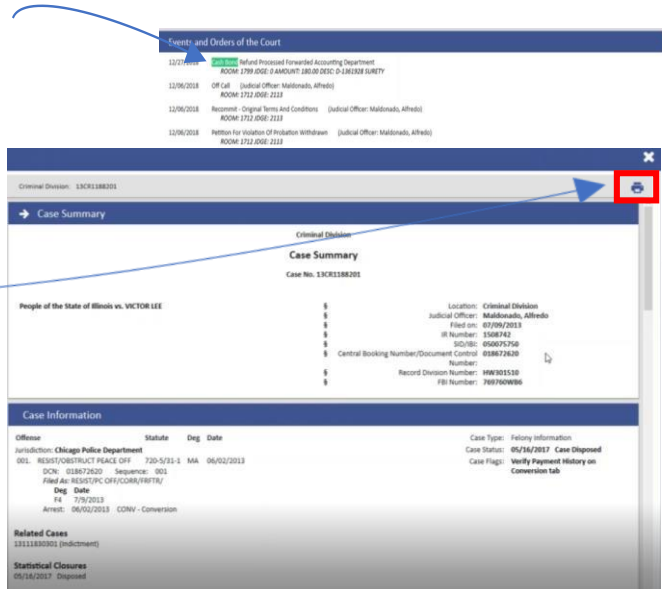 Events and Orders of the Court
12/27/2018 Cash Bond Refund Processed Forwarded Accounting Department
ROOM: 1799 JDGE: 0 AMOUNT: 180.00 DESC: D-1361928 SURETY
12/06/2018 Off Call (Judicial Officer: Maldonado, Alfredo)
ROOM: 1712 JDGE: 2113
12/06/2018 Recommit - Original Terms And Conditions (Judicial Officer: Maldonado, Alfredo)
ROOM: 1712 JDGE: 2113
12/06/2018 Petition For Violation Of Probation Withdrawn (Judicial Officer: Maldonado, Alfredo)
ROOM: 1712 JDGE: 2113
Criminal Division: 13CR1188201
Case Summary
Criminal Division
Case Summary
Case No. 13CR1188201
People of the State of Illinois vs. VICTOR LEE
§ Location: Criminal Division
§ Judicial Officer: Maldonado, Alfredo
§ Filed on: 07/09/2013
§ IR Number: 1508742
§ SID/IBI: 050075750
§ Central Booking Number/Document Control 018672620
Number:
§ Record Division Number: HW301510
§ FBI Number: 769760WB6
Case Information
Offense Statute Deg Date Case Type: Felony Information
Jurisdiction: Chicago Police Department Case Status: 05/16/2017 Case Disposed
001. RESIST/OBSTRUCT PEACE OFF 720-5/31-1 MA 06/02/2013 Case Flags: Verify Payment History on
DCN: 018672620 Sequence: 001 Conversion tab
Filed As: RESIST/PC OFF/CORR/FRFTR/
Deg Date
F4 7/9/2013
Arrest: 06/02/2013 CONV - Conversion
Related Cases
13111830901 (Indictment)
Statistical Closures
05/16/2017 Disposed